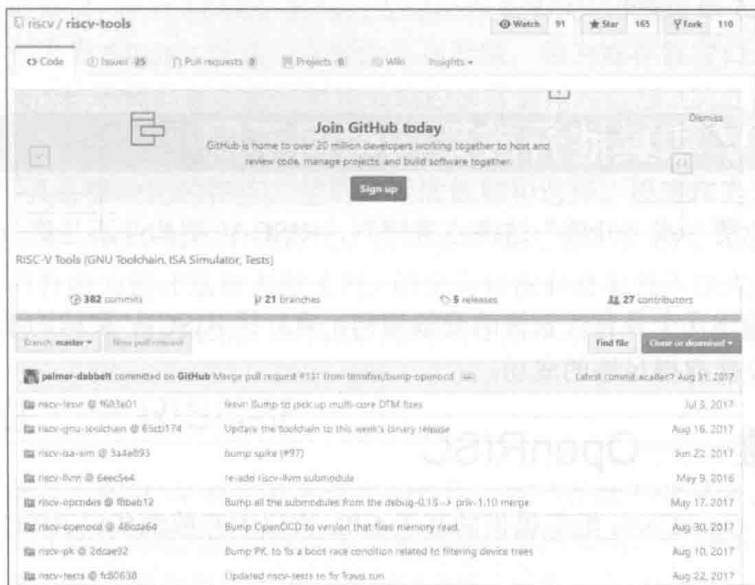 riscv / riscv-tools
Watch 91 Star 165 Fork 110
Code Issues 25 Pull requests 0 Projects 0 Wiki Insights
Join GitHub today
Dismiss
GitHub is home to over 20 million developers working together to host and
review code, manage projects, and build software together.
Sign up
RISC-V Tools (GNU Toolchain, ISA Simulator, Tests)
382 commits 21 branches 5 releases 27 contributors
Branch: master New pull request Find file Clone or download
palmer-dabbelt committed on GitHub Merge pull request #131 from Latest commit Aug 31, 2017
riscv-fesvr @ f683e01 fesvr: Bump to pick up multi-core DTM fixes Jul 3, 2017
riscv-gnu-toolchain @ 65cb174 Update the toolchain to this week's binary release Aug 16, 2017
riscv-isa-sim @ 3a4e893 bump spike (#97) Jun 22, 2017
riscv-llvm @ 6eec5e4 re-add riscv-llvm submodule May 9, 2016
riscv-opcodes @ Bump all the submodules from the debug-0.13 --> priv-1.10 merge May 17, 2017
riscv-openocd @ Bump OpenOCD to version that fixes memory read. Aug 30, 2017
riscv-pk @ 2dcae92 Bump PK, to fix a boot race condition related to filtering device trees Aug 10, 2017
riscv-tests @ fc80638 Updated riscv-tests to fix Travis run Aug 22, 2017